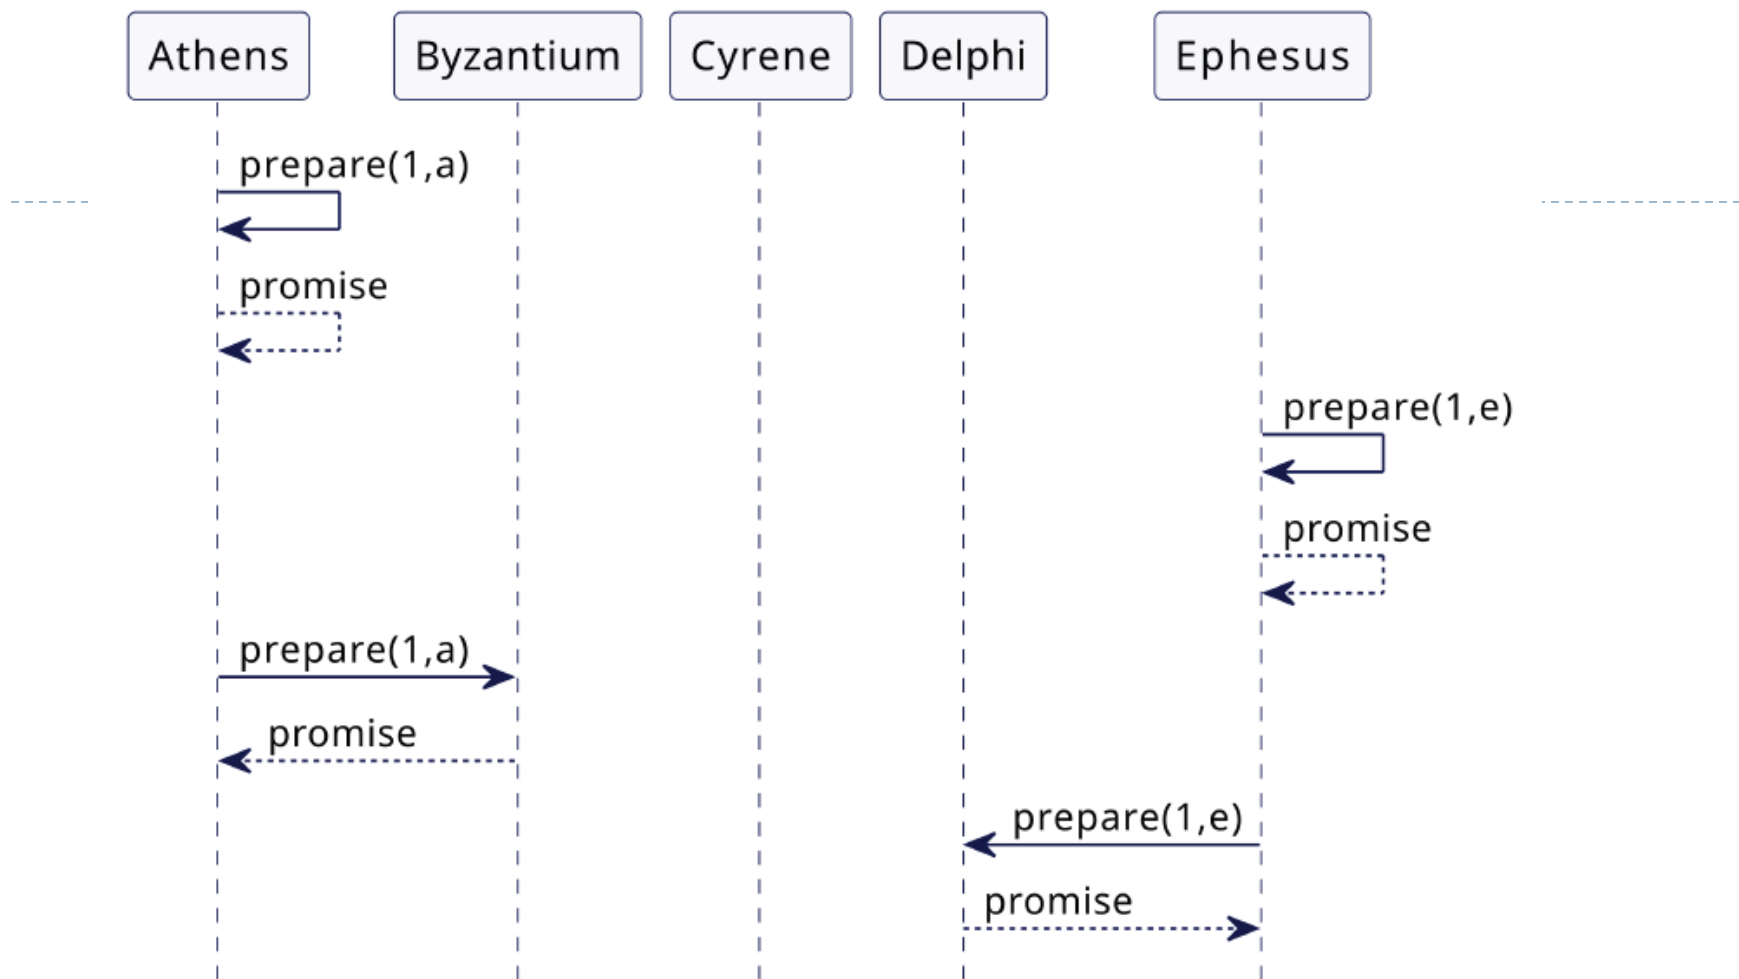 Athens Byzantium Cyrene Delphi Ephesus
prepare(1,a)
promise
prepare(1,e)
promise
prepare(1,a)
promise
prepare(1,e)
promise